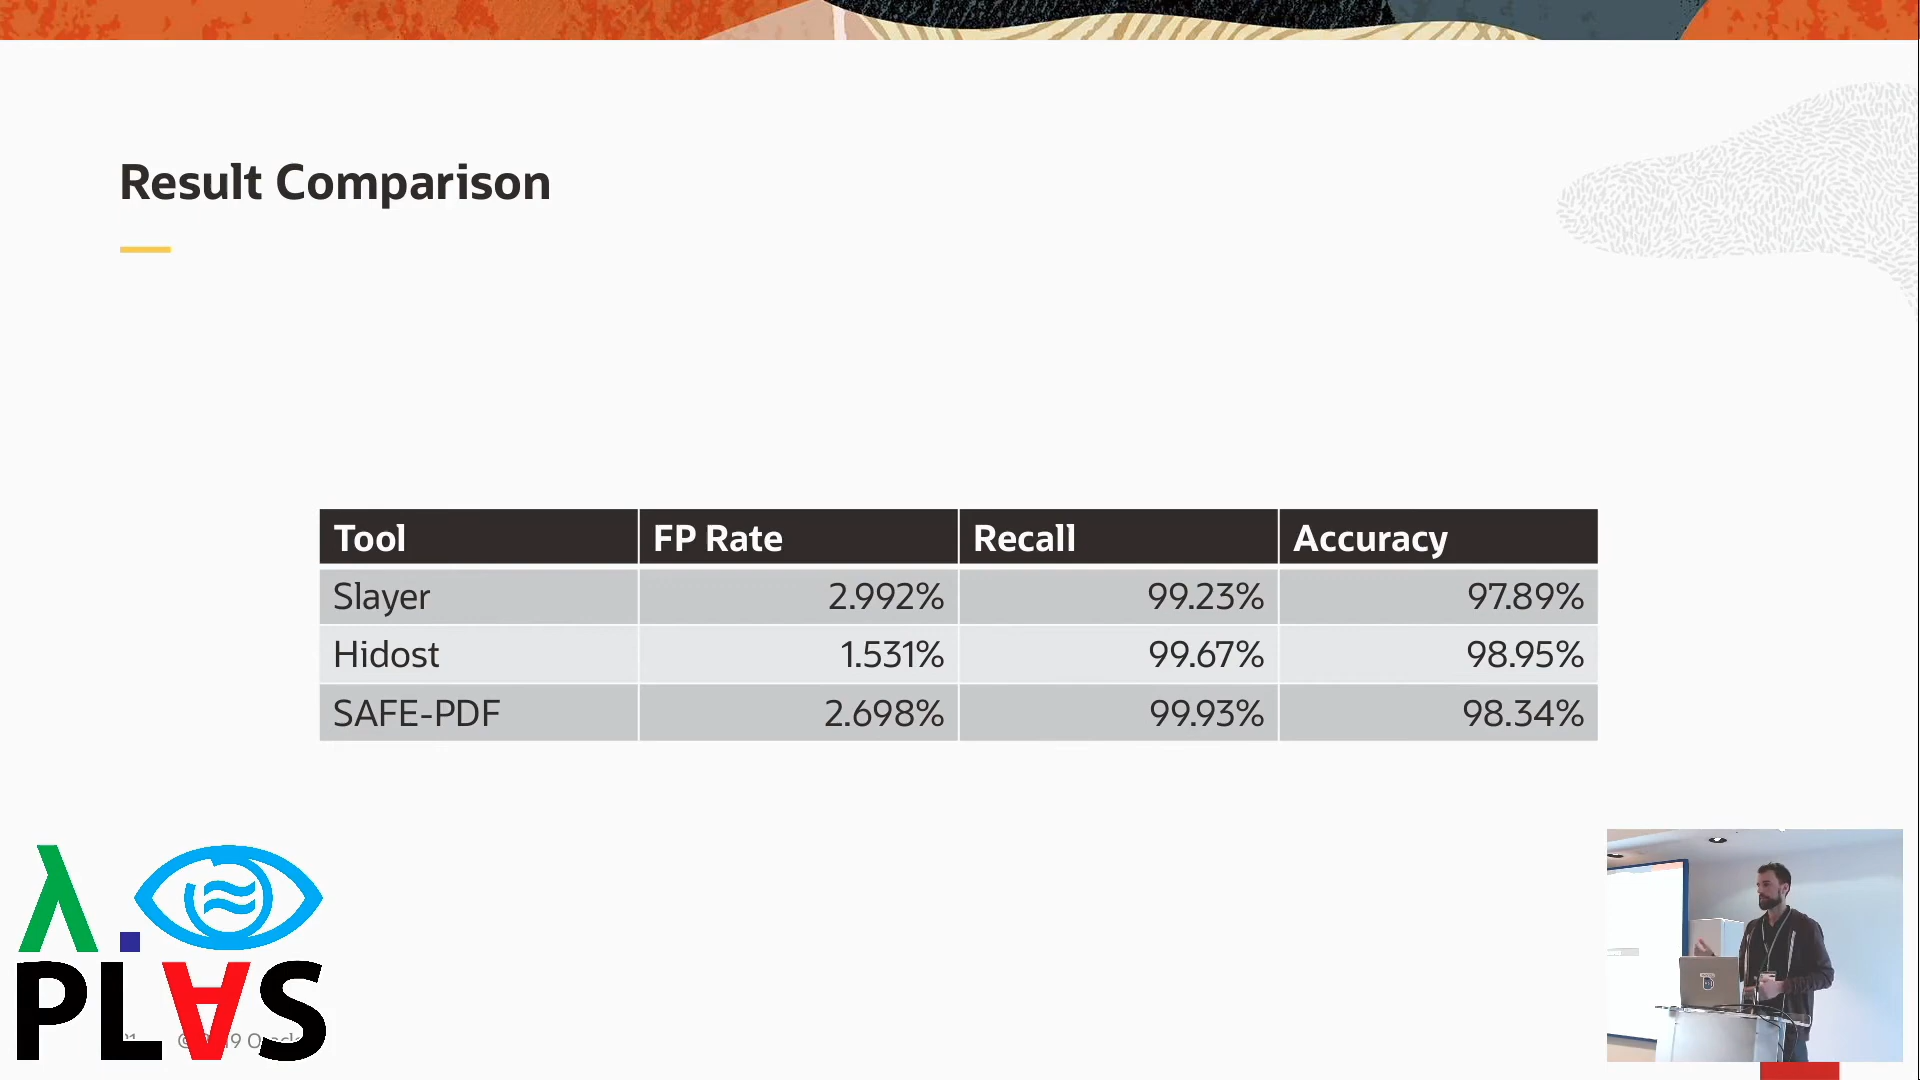 Result Comparison
Tool FP Rate Recall Accuracy
Slayer 2.992% 99.23% 97.89%
Hidost 1.531% 99.67% 98.95%
SAFE-PDF 2.698% 99.93% 98.34%
λ.
PL∀S